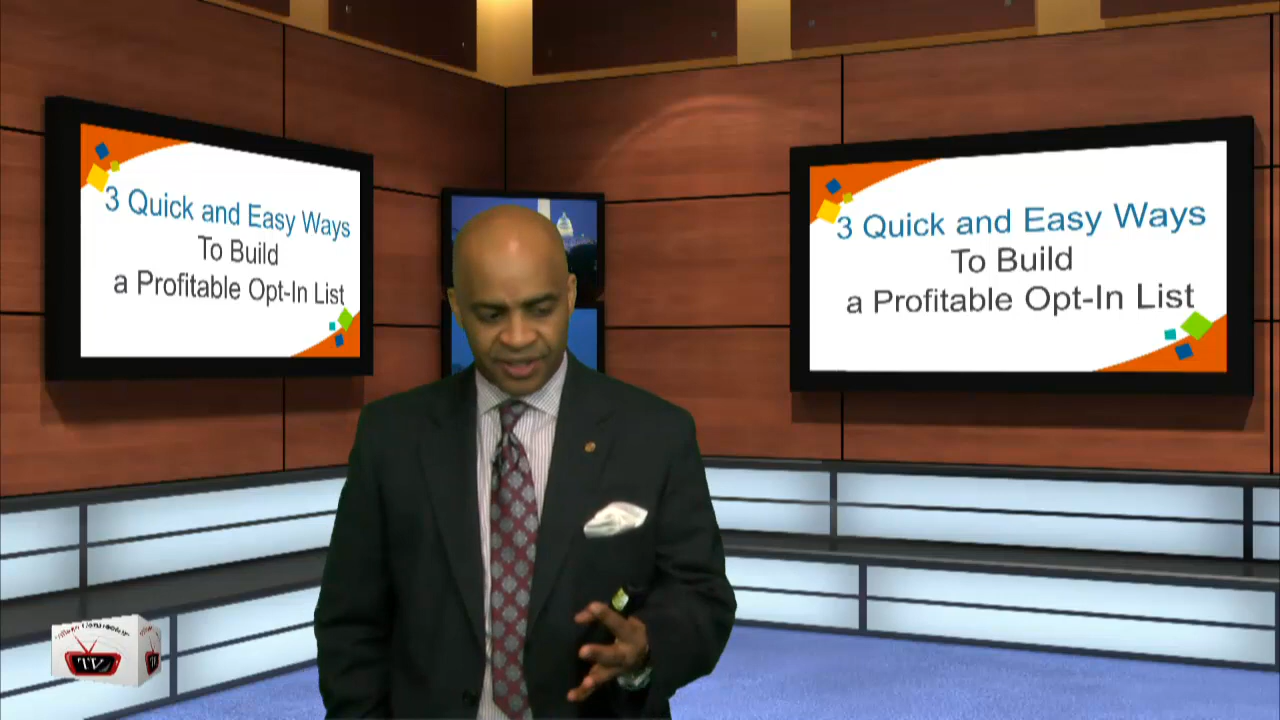 3 Quick and Easy Ways
To Build
a Profitable Opt-In List
3 Quick and Easy Ways
To Build
a Profitable Opt-In List
TV